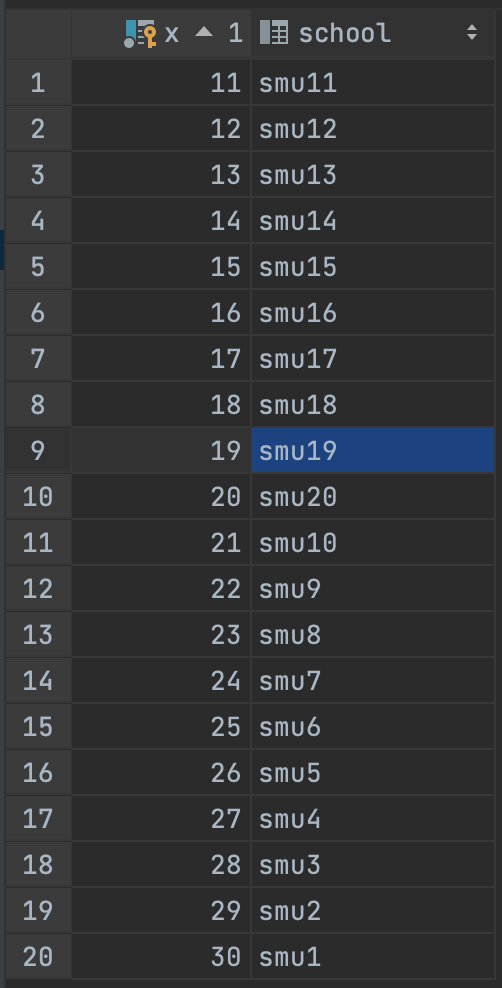 x 1 school
1 11 smu11
2 12 smu12
3 13 smu13
4 14 smu14
5 15 smu15
6 16 smu16
7 17 smu17
8 18 smu18
9 19 smu19
10 20 smu20
11 21 smu10
12 22 smu9
13 23 smu8
14 24 smu7
15 25 smu6
16 26 smu5
17 27 smu4
18 28 smu3
19 29 smu2
20 30 smu1